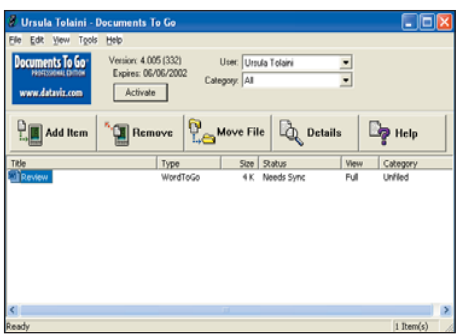 Ursula Tolaini - Documents To Go
File Edit View Tools Help
Documents To Go
PROFESSIONAL EDITION
www.dataviz.com
Version: 4.005 (332)
Expires: 06/06/2002
Activate
User: Ursula Tolaini
Category: All
Add Item Remove Move File Details Help
Title Type Size Status View Category
Review WordToGo 4 K Needs Sync Full Unfiled
Ready 1 Item(s)